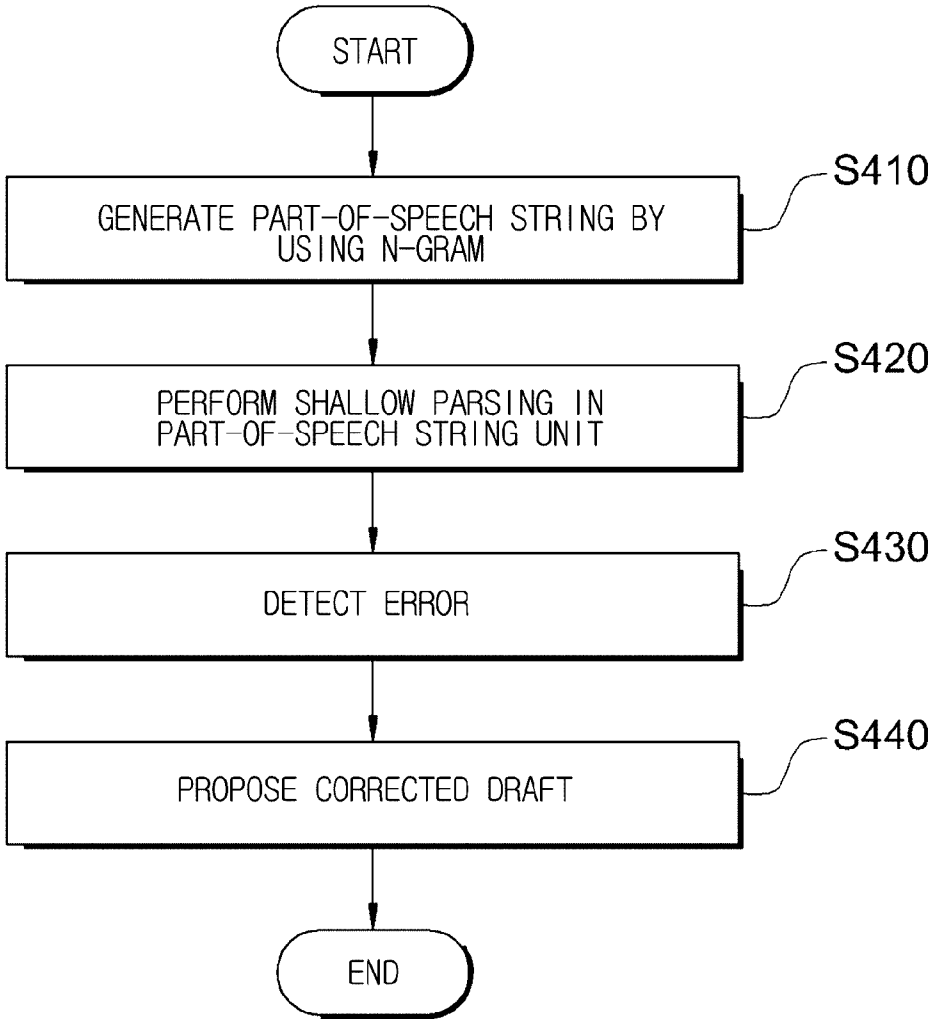 START
S410
GENERATE PART-OF-SPEECH STRING BY
USING N-GRAM
S420
PERFORM SHALLOW PARSING IN
PART-OF-SPEECH STRING UNIT
S430
DETECT ERROR
S440
PROPOSE CORRECTED DRAFT
END